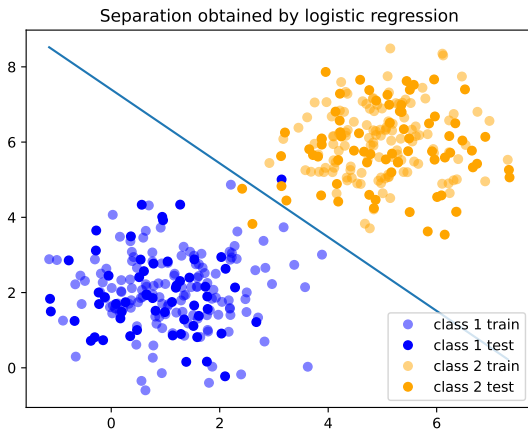 Separation obtained by logistic regression
8
6
4
2
0
0 2 4 6
class 1 train
class 1 test
class 2 train
class 2 test